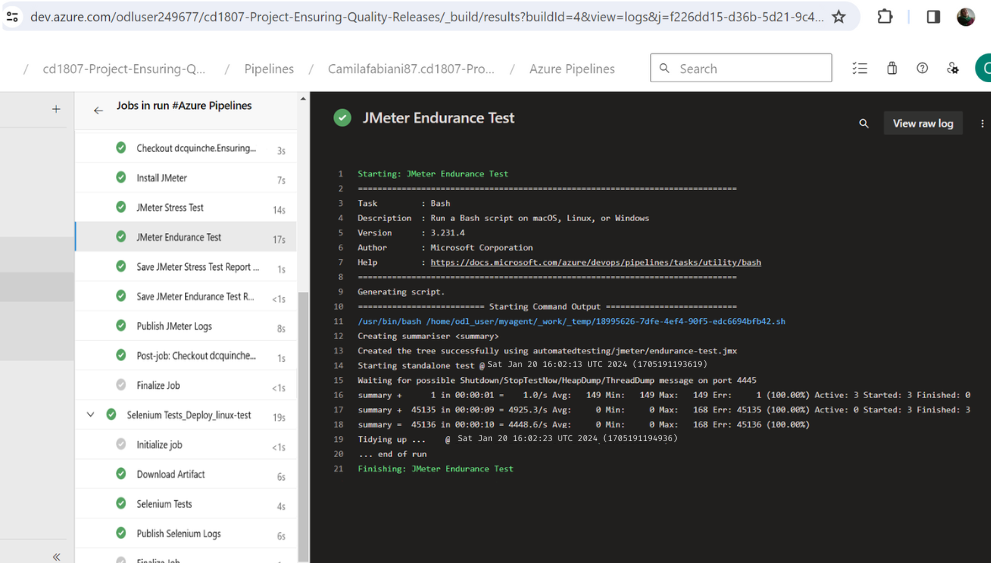 dev.azure.com/odluser249677/cd1807-Project-Ensuring-Quality-Releases/_build/results?buildId=4&view=logs&j=f226dd15-d36b-5d21-9c4...
/ cd1807-Project-Ensuring-Q... / Pipelines / Camilafabiani87.cd1807-Pro... / Azure Pipelines
Search
Jobs in run #Azure Pipelines
Checkout dcquinche.Ensuring... 3s
Install JMeter 7s
JMeter Stress Test 14s
JMeter Endurance Test 17s
Save JMeter Stress Test Report ... 1s
Save JMeter Endurance Test R... <1s
Publish JMeter Logs 8s
Post-job: Checkout dcquinche... 1s
Finalize Job <1s
Selenium Tests_Deploy_linux-test 19s
Initialize job <1s
Download Artifact 6s
Selenium Tests 4s
Publish Selenium Logs 6s
Finalize Job
JMeter Endurance Test
View raw log
1 Starting: JMeter Endurance Test
2 ==============================================================================
3 Task : Bash
4 Description : Run a Bash script on macOS, Linux, or Windows
5 Version : 3.231.4
6 Author : Microsoft Corporation
7 Help : https://docs.microsoft.com/azure/devops/pipelines/tasks/utility/bash
8 ==============================================================================
9 Generating script.
10 ========================== Starting Command Output ===========================
11 /usr/bin/bash /home/odl_user/myagent/_work/_temp/18995626-7dfe-4ef4-90f5-edc6694bfb42.sh
12 Creating summariser <summary>
13 Created the tree successfully using automatedtesting/jmeter/endurance-test.jmx
14 Starting standalone test @ Sat Jan 20 16:02:13 UTC 2024 (1705191193619)
15 Waiting for possible Shutdown/StopTestNow/HeapDump/ThreadDump message on port 4445
16 summary + 1 in 00:00:01 = 1.0/s Avg: 149 Min: 149 Max: 149 Err: 1 (100.00%) Active: 3 Started: 3 Finished: 0
17 summary + 45135 in 00:00:09 = 4925.3/s Avg: 0 Min: 0 Max: 168 Err: 45135 (100.00%) Active: 0 Started: 3 Finished: 3
18 summary = 45136 in 00:00:10 = 4448.6/s Avg: 0 Min: 0 Max: 168 Err: 45136 (100.00%)
19 Tidying up ... @ Sat Jan 20 16:02:23 UTC 2024 (1705191194936)
20 ... end of run
21 Finishing: JMeter Endurance Test